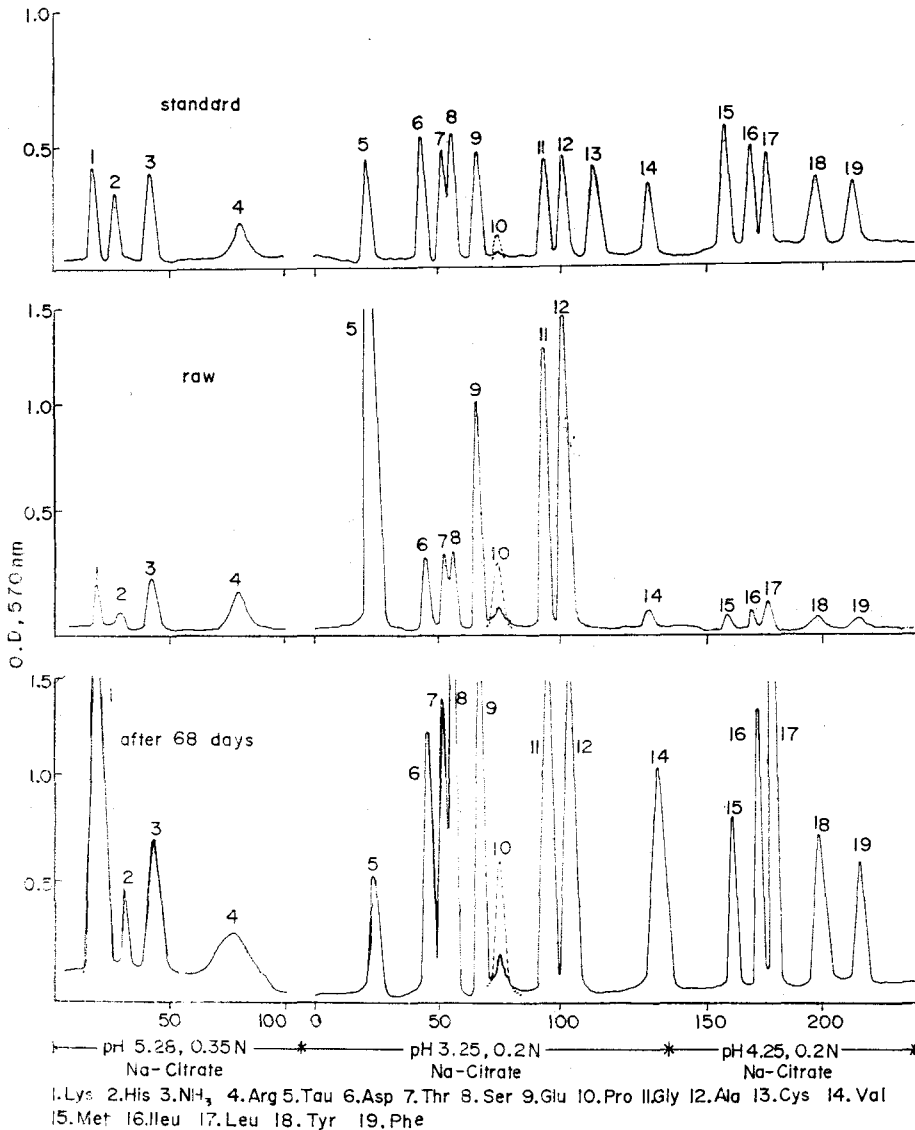 1.0
standard
0.5
0
1 2 3 4 5 6 7 8 9 10 11 12 13 14 15 16 17 18 19
1.5
raw
1.0
0.5
1 2 3 4 5 6 7 8 9 10 11 12 14 15 16 17 18 19
O.D, 570nm
1.5
after 68 days
1.0
0.5
1 2 3 4 5 6 7 8 9 10 11 12 14 15 16 17 18 19
50 100 0 50 100 150 200
pH 5.28, 0.35N * pH 3.25, 0.2N * pH 4.25, 0.2N *
Na-Citrate Na-Citrate Na-Citrate
1.Lys 2.His 3.NH₃ 4.Arg 5.Tau 6.Asp 7.Thr 8.Ser 9.Glu 10.Pro 11.Gly 12.Ala 13.Cys 14.Val
15.Met 16.Ileu 17.Leu 18.Tyr 19,Phe